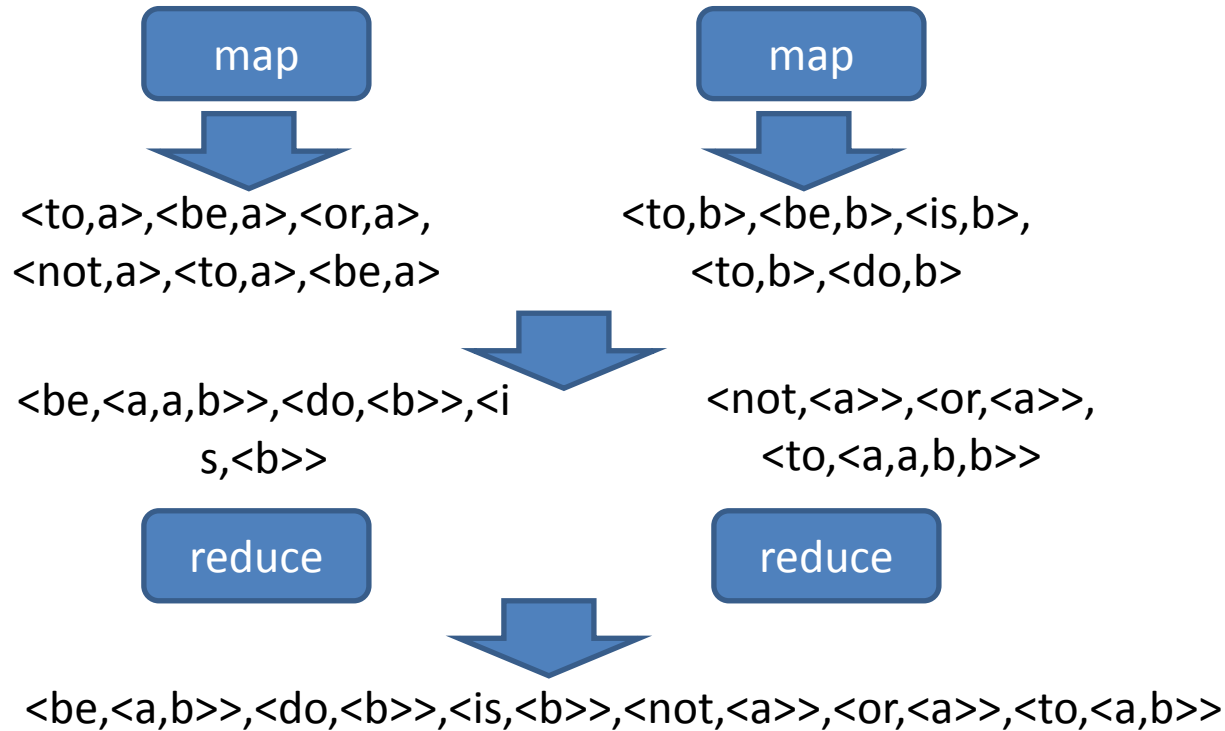 map
map
<to,a>,<be,a>,<or,a>,
<not,a>,<to,a>,<be,a>
<to,b>,<be,b>,<is,b>,
<to,b>,<do,b>
<be,<a,a,b>>,<do,<b>>,<i
s,<b>>
<not,<a>>,<or,<a>>,
<to,<a,a,b,b>>
reduce
reduce
<be,<a,b>>,<do,<b>>,<is,<b>>,<not,<a>>,<or,<a>>,<to,<a,b>>